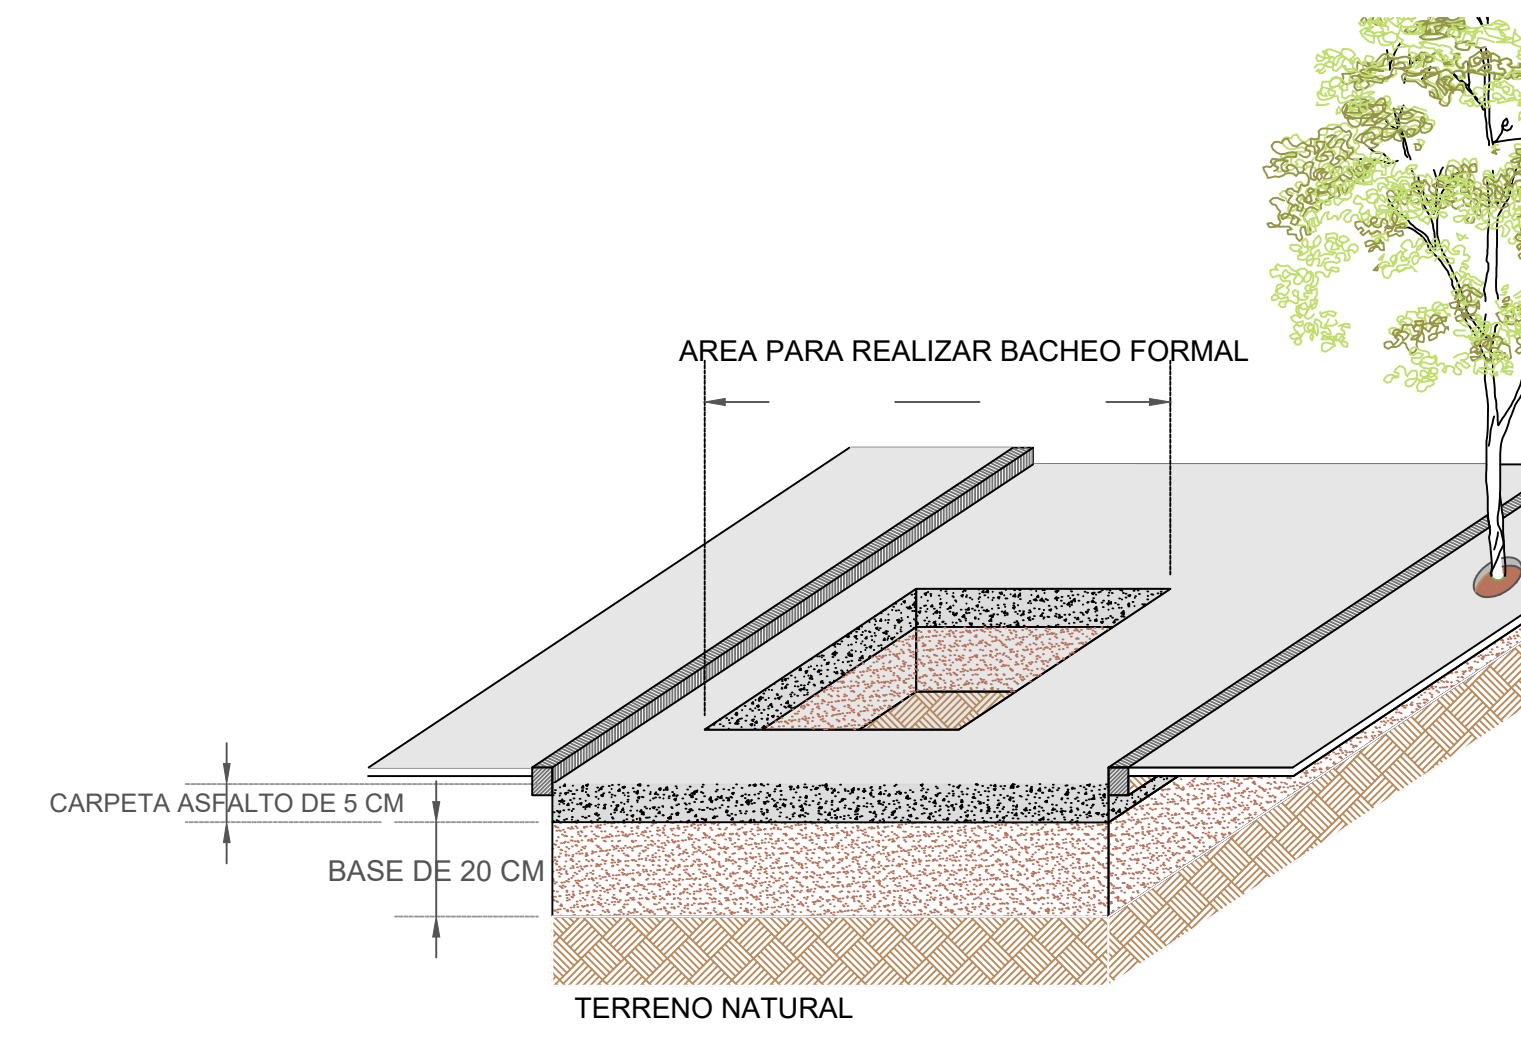 AREA PARA REALIZAR BACHEO FORMAL
CARPETA ASFALTO DE 5 CM
BASE DE 20 CM
TERRENO NATURAL